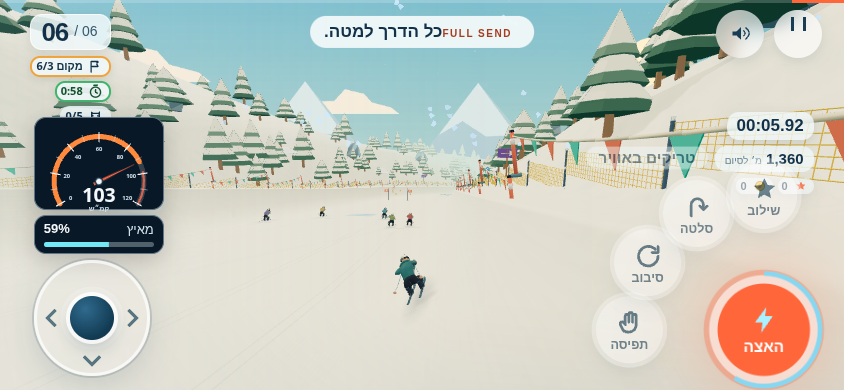 06 / 06
מקום 6/3
0:58
0/5
כל הדרך למטה. FULL SEND
00:05.92
1,360 מ׳ לסיום
טריקים באוויר
0 0
שילוב
סלטה
סיבוב
תפיסה
האצה
0 20 40 60 80 100 120
103
קמ״ש
מאיץ 59%